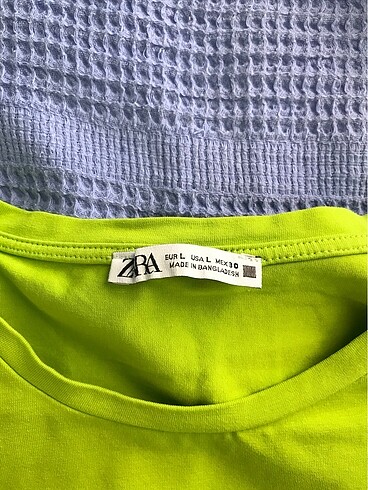 ZARA
EUR L USA L MEX 30
MADE IN BANGLADESH